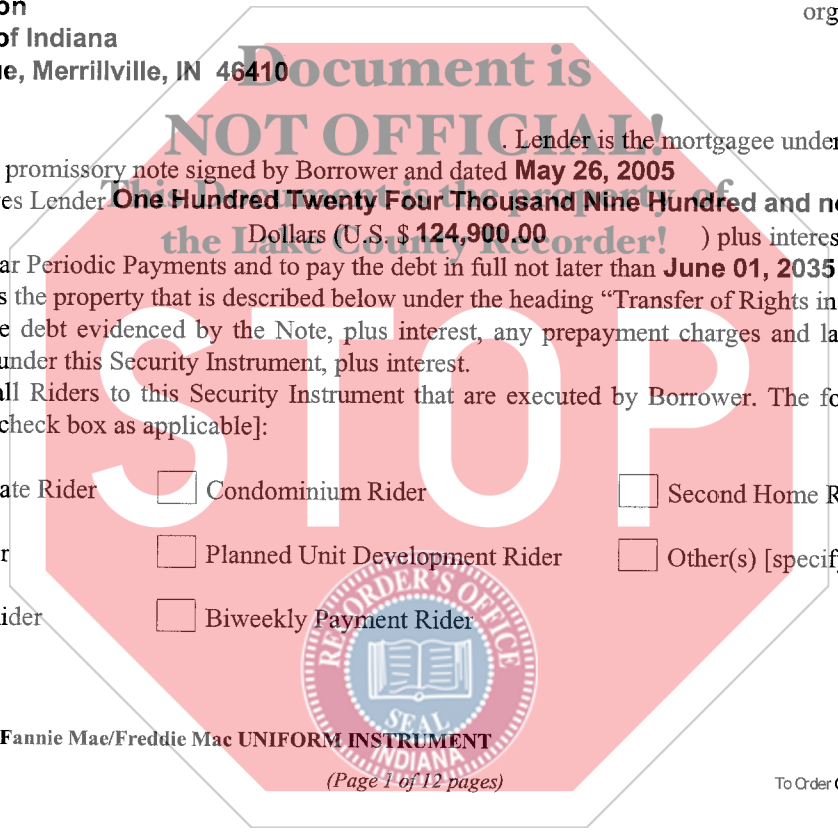 on
org
of Indiana
e, Merrillville, IN 46410
Document is
NOT OFFICIAL!
. Lender is the mortgagee under
promissory note signed by Borrower and dated May 26, 2005
This Document is the property of
es Lender One Hundred Twenty Four Thousand Nine Hundred and no
the Lake County Recorder!
Dollars (U.S. $ 124,900.00 ) plus interes
ar Periodic Payments and to pay the debt in full not later than June 01, 2035
s the property that is described below under the heading “Transfer of Rights in
e debt evidenced by the Note, plus interest, any prepayment charges and la
under this Security Instrument, plus interest.
all Riders to this Security Instrument that are executed by Borrower. The fo
check box as applicable]:
STOP
ate Rider Condominium Rider Second Home R
r Planned Unit Development Rider Other(s) [specify
ider Biweekly Payment Rider
RECORDER'S OFFICE
SEAL
INDIANA
Fannie Mae/Freddie Mac UNIFORM INSTRUMENT
(Page 1 of 12 pages)
To Order